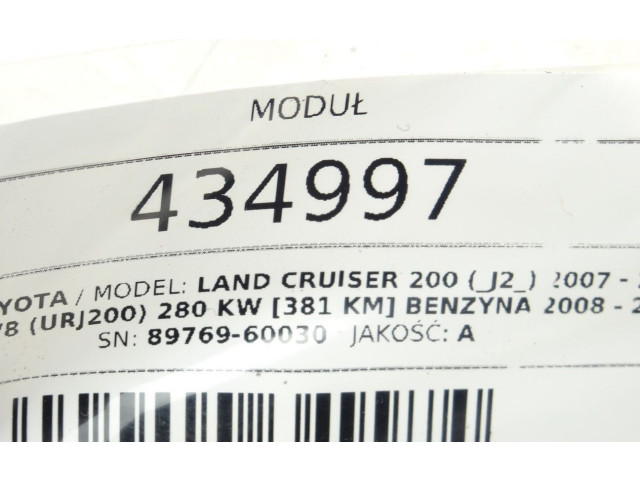 MODUŁ
434997
YOTA / MODEL: LAND CRUISER 200 (_J2_) 2007 -
V8 (URJ200) 280 KW [381 KM] BENZYNA 2008 - 2
SN: 89769-60030 JAKOŚĆ: A